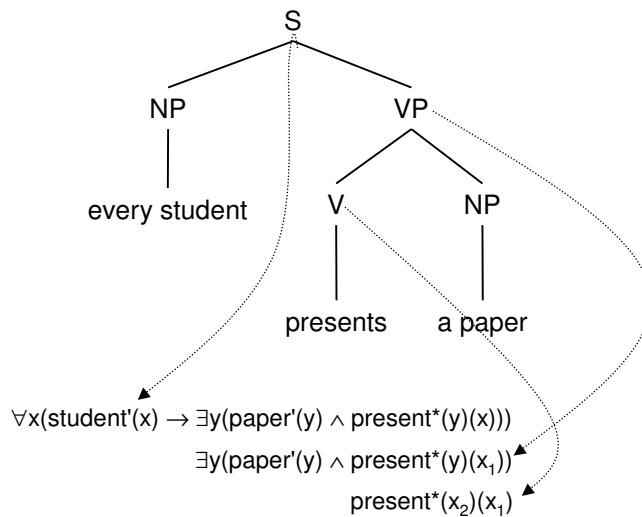 S
NP VP
every student V NP
presents a paper
∀x(student'(x) → ∃y(paper'(y) ∧ present*(y)(x)))
∃y(paper'(y) ∧ present*(y)(x₁))
present*(x₂)(x₁)